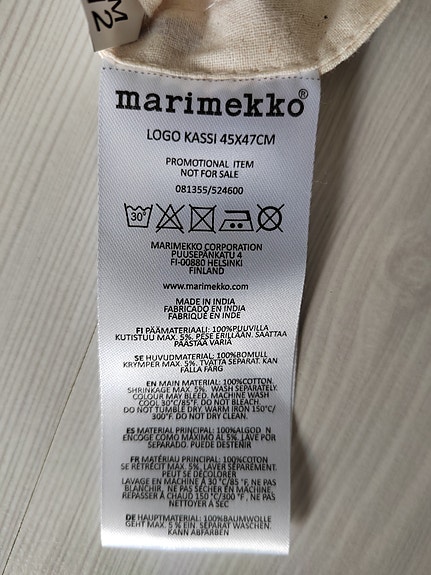 M
2
marimekko®
LOGO KASSI 45X47CM
PROMOTIONAL ITEM
NOT FOR SALE
081355/524600
30°
MARIMEKKO CORPORATION
PUUSEPÄNKATU 4
FI-00880 HELSINKI
FINLAND
www.marimekko.com
MADE IN INDIA
FABRICADO EN INDIA
FABRIQUÉ EN INDE
FI PÄÄMATERIAALI: 100%PUUVILLA
KUTISTUU MAX. 5%. PESE ERILLÄÄN. SAATTAA
PÄÄSTÄÄ VÄRIÄ
SE HUVUDMATERIAL: 100%BOMULL
KRYMPER MAX. 5%. TVÄTTA SEPARAT. KAN
FÄLLA FÄRG
EN MAIN MATERIAL: 100%COTTON
SHRINKAGE MAX. 5%. WASH SEPARATELY.
COLOUR MAY BLEED. MACHINE WASH
COOL 30°C/85°F. DO NOT BLEACH.
DO NOT TUMBLE DRY. WARM IRON 150°C/
300°F. DO NOT DRY CLEAN.
ES MATERIAL PRINCIPAL: 100%ALGOD N
ENCOGE COMO MÁXIMO AL 5%. LAVE POR
SEPARADO. PUEDE DESTENIR
FR MATÉRIAU PRINCIPAL: 100%COTON
SE RÉTRÉCIT MAX. 5%. LAVER SÉPAREMENT.
PEUT SE DÉCOLORER
LAVAGE EN MACHINE À 30 °C/85 °F, NE PAS
BLANCHIR, NE PAS SÉCHER EN MACHINE,
REPASSER À CHAUD 150 °C/300 °F, NE PAS
NETTOYER À SEC
DE HAUPTMATERIAL: 100%BAUMWOLLE
GEHT MAX. 5 % EIN. SEPARAT WASCHEN.
KANN ABFÄRBEN